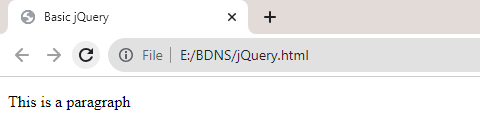 Basic jQuery
File E:/BDNS/jQuery.html
This is a paragraph